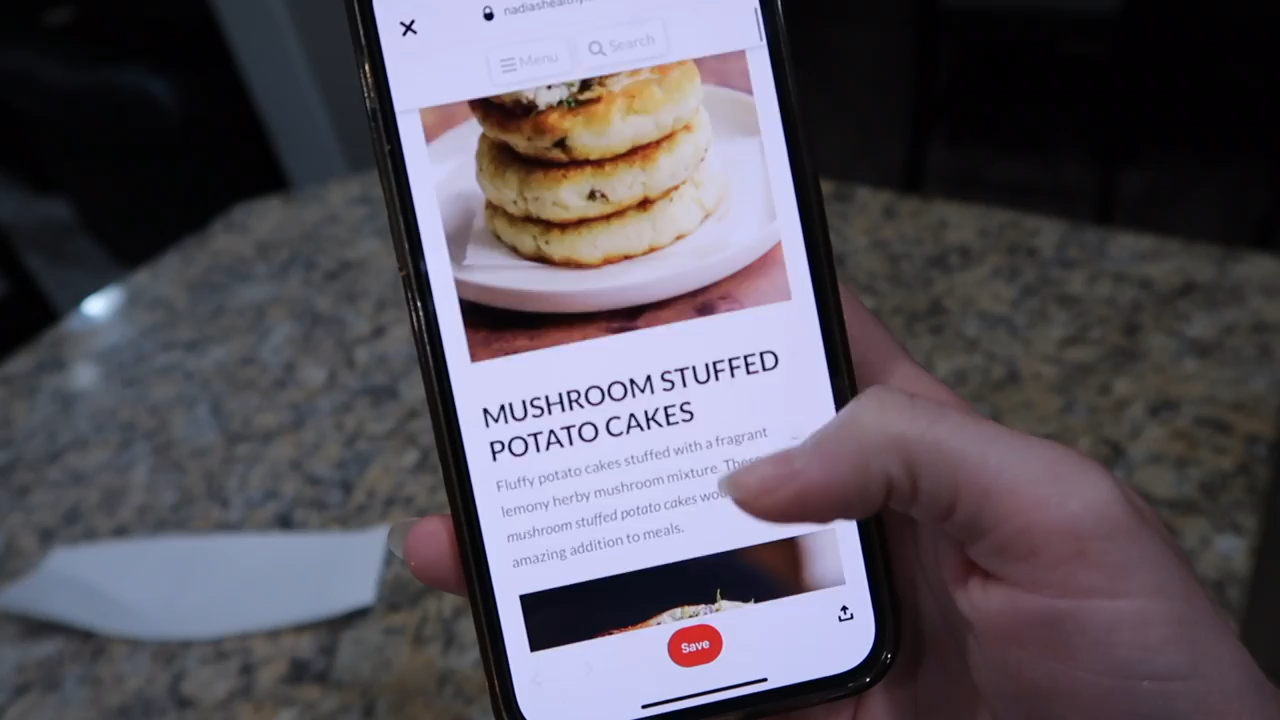 nadiashealthy
Menu
Search
MUSHROOM STUFFED
POTATO CAKES
Fluffy potato cakes stuffed with a fragrant
lemony herby mushroom mixture. These
mushroom stuffed potato cakes
amazing addition to meals.
Save